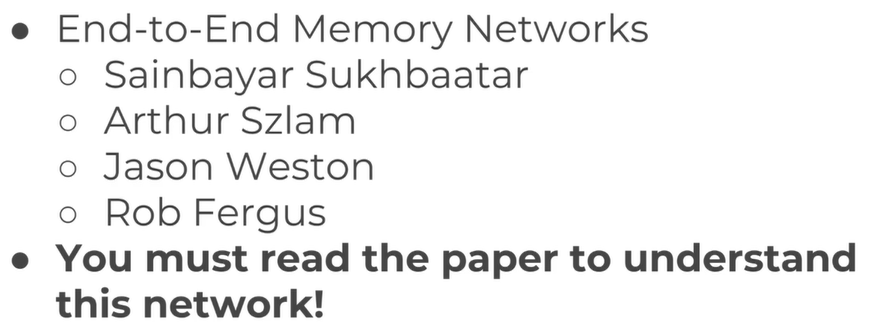 ● End-to-End Memory Networks
○ Sainbayar Sukhbaatar
○ Arthur Szlam
○ Jason Weston
○ Rob Fergus
● You must read the paper to understand
this network!